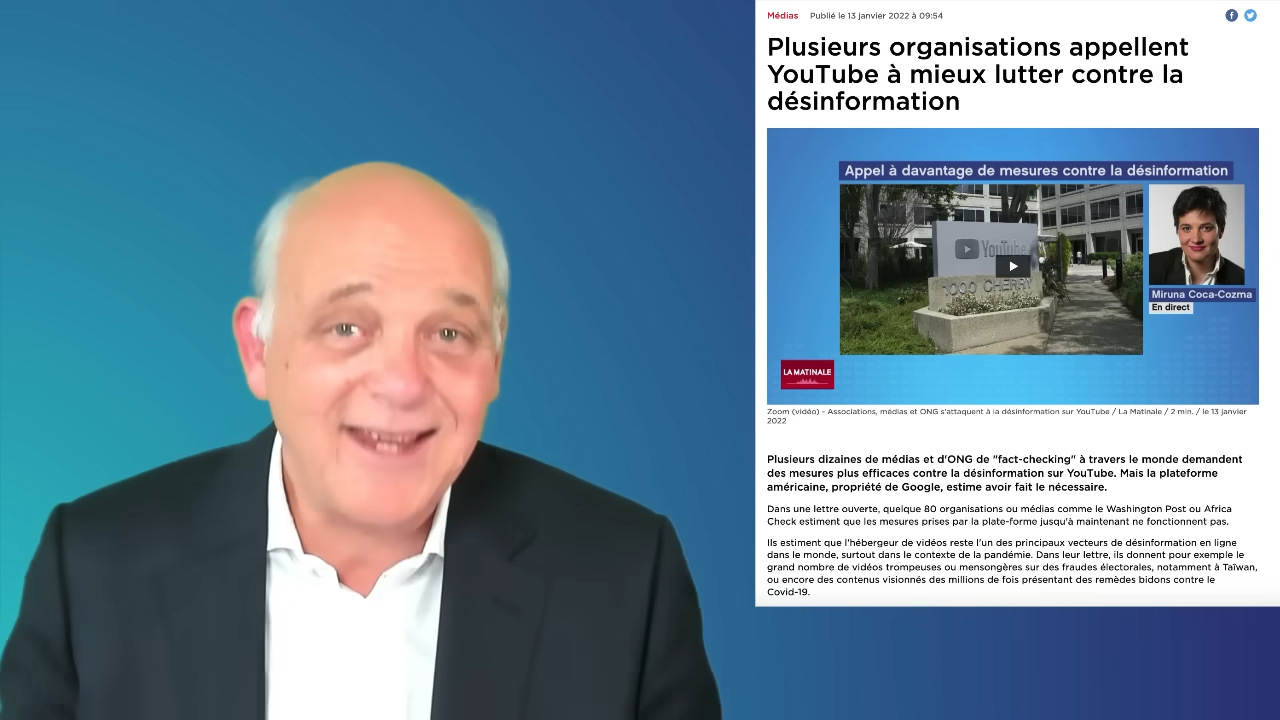 Médias Publié le 13 janvier 2022 à 09:54
Plusieurs organisations appellent
YouTube à mieux lutter contre la
désinformation
Appel à davantage de mesures contre la désinformation
YouTube
1000 CHERRY
Miruna Coca-Cozma
En direct
LA MATINALE
Zoom (vidéo) - Associations, médias et ONG s'attaquent à la désinformation sur YouTube / La Matinale / 2 min. / le 13 janvier
2022
Plusieurs dizaines de médias et d'ONG de "fact-checking" à travers le monde demandent
des mesures plus efficaces contre la désinformation sur YouTube. Mais la plateforme
américaine, propriété de Google, estime avoir fait le nécessaire.
Dans une lettre ouverte, quelque 80 organisations ou médias comme le Washington Post ou Africa
Check estiment que les mesures prises par la plate-forme jusqu'à maintenant ne fonctionnent pas.
Ils estiment que l'hébergeur de vidéos reste l'un des principaux vecteurs de désinformation en ligne
dans le monde, surtout dans le contexte de la pandémie. Dans leur lettre, ils donnent pour exemple le
grand nombre de vidéos trompeuses ou mensongères sur des fraudes électorales, notamment à Taïwan,
ou encore des contenus visionnés des millions de fois présentant des remèdes bidons contre le
Covid-19.